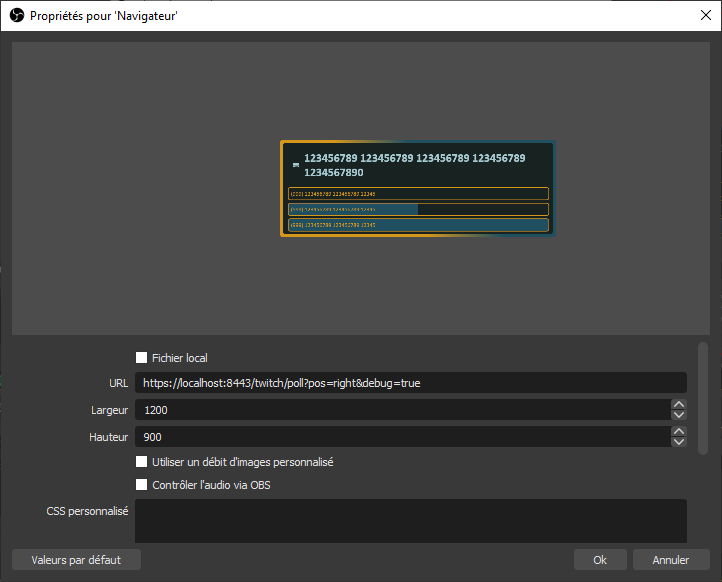 Propriétés pour 'Navigateur'
123456789 123456789 123456789 123456789
1234567890
(000) 123456789 123456789 12345
(999) 123456789 123456789 12345
(999) 123456789 123456789 12345
Fichier local
URL
https://localhost:8443/twitch/poll?pos=right&debug=true
Largeur
1200
Hauteur
900
Utiliser un débit d'images personnalisé
Contrôler l'audio via OBS
CSS personnalisé
Valeurs par défaut
Ok
Annuler